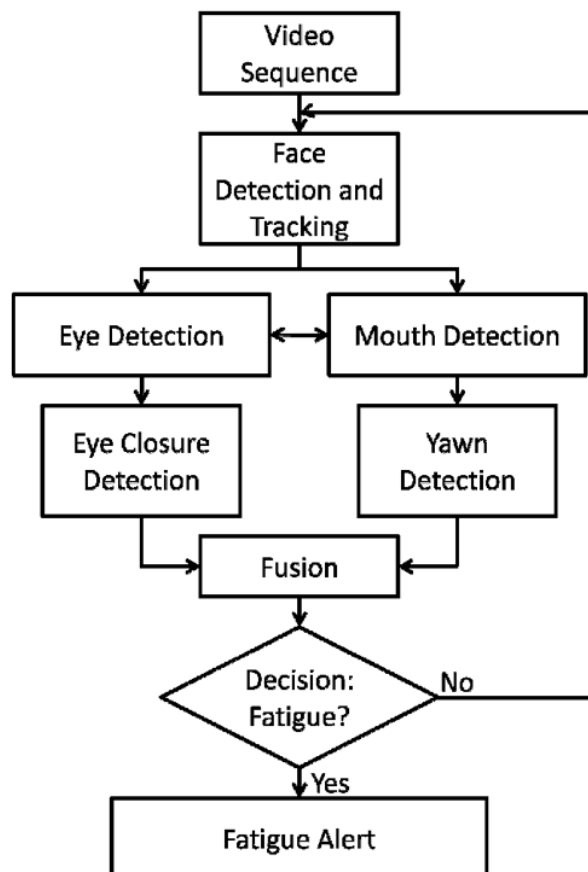 Video
Sequence
Face
Detection and
Tracking
Eye Detection
Mouth Detection
Eye Closure
Detection
Yawn
Detection
Fusion
Decision:
Fatigue?
No
Yes
Fatigue Alert